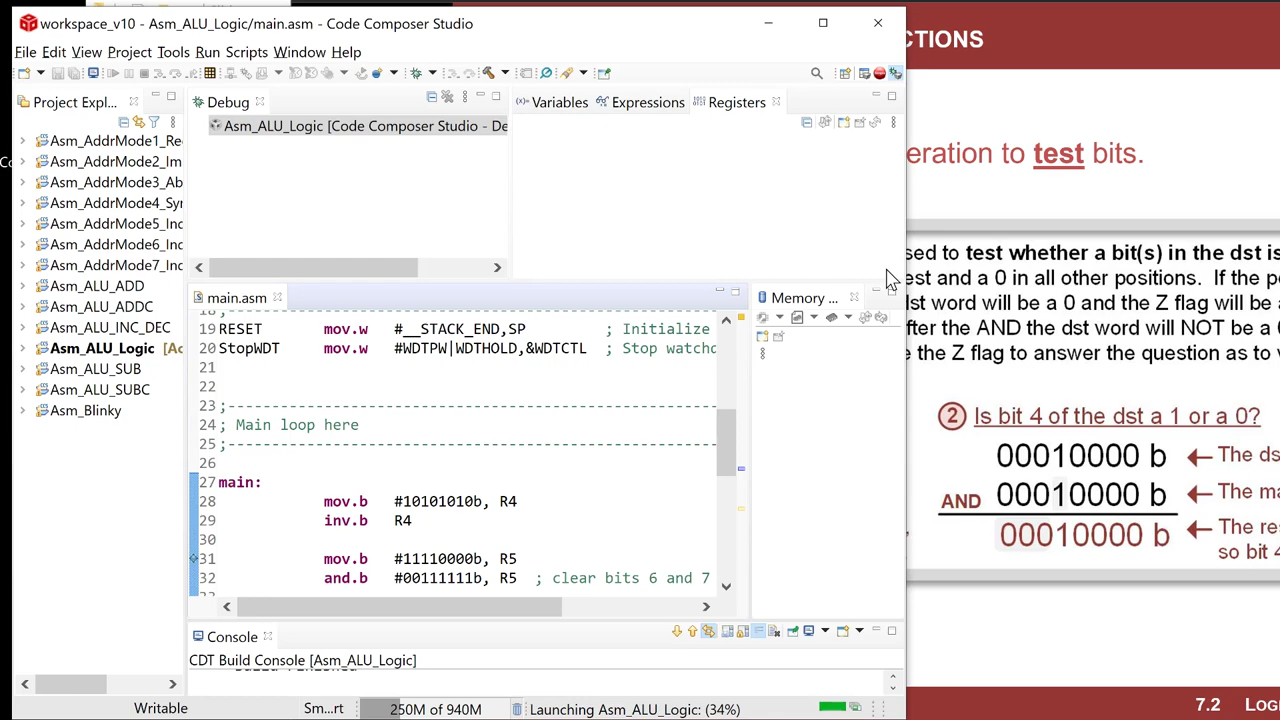 workspace_v10 - Asm_ALU_Logic/main.asm - Code Composer Studio
File Edit View Project Tools Run Scripts Window Help
Project Expl...
Asm_AddrMode1_Re
Asm_AddrMode2_Im
Asm_AddrMode3_Ab
Asm_AddrMode4_Syr
Asm_AddrMode5_Inc
Asm_AddrMode6_Inc
Asm_AddrMode7_Inc
Asm_ALU_ADD
Asm_ALU_ADDC
Asm_ALU_INC_DEC
Asm_ALU_Logic [Ac
Asm_ALU_SUB
Asm_ALU_SUBC
Asm_Blinky
Debug
Asm_ALU_Logic [Code Composer Studio - De
(x)= Variables Expressions Registers
main.asm
18
19 RESET mov.w #__STACK_END,SP ; Initialize
20 StopWDT mov.w #WDTPW|WDTHOLD,&WDTCTL ; Stop watchd
21
22
23 ;-------------------------------------------------------
24 ; Main loop here
25 ;-------------------------------------------------------
26
27 main:
28 mov.b #10101010b, R4
29 inv.b R4
30
31 mov.b #11110000b, R5
32 and.b #00111111b, R5 ; clear bits 6 and 7
Memory ...
Console
CDT Build Console [Asm_ALU_Logic]
Writable Sm...rt 250M of 940M Launching Asm_ALU_Logic: (34%)
CTIONS
eration to test bits.
sed to test whether a bit(s) in the dst is
est and a 0 in all other positions. If the po
dst word will be a 0 and the Z flag will be a
fter the AND the dst word will NOT be a 0
e the Z flag to answer the question as to w
2 Is bit 4 of the dst a 1 or a 0?
00010000 b ← The ds
AND 00010000 b ← The ma
00010000 b ← The res
so bit 4
7.2 Log